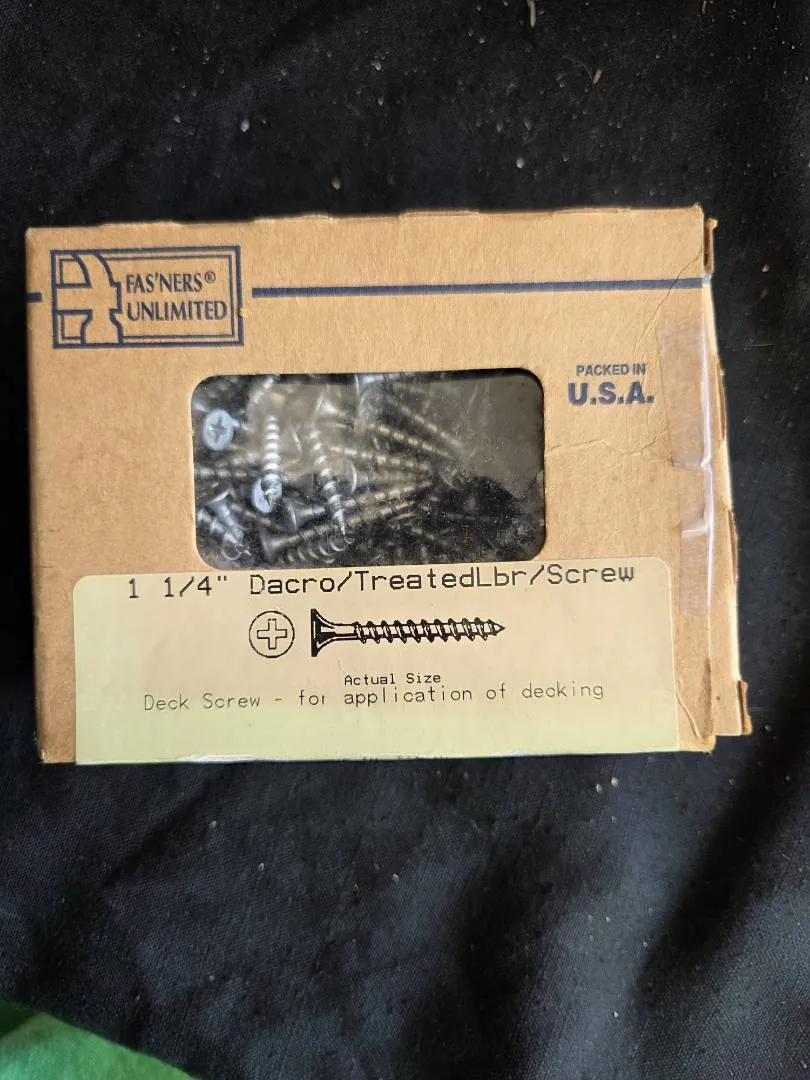 FAS'NERS®
UNLIMITED
PACKED IN
U.S.A.
1 1/4" Dacro/TreatedLbr/Screw
Actual Size
Deck Screw - for application of decking